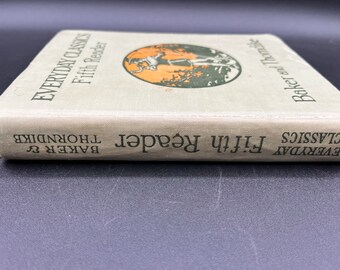 EVERYDAY CLASSICS
Fifth Reader
Baker and Thorndike
EVERYDAY
CLASSICS
Fifth Reader
BAKER &
THORNDIKE